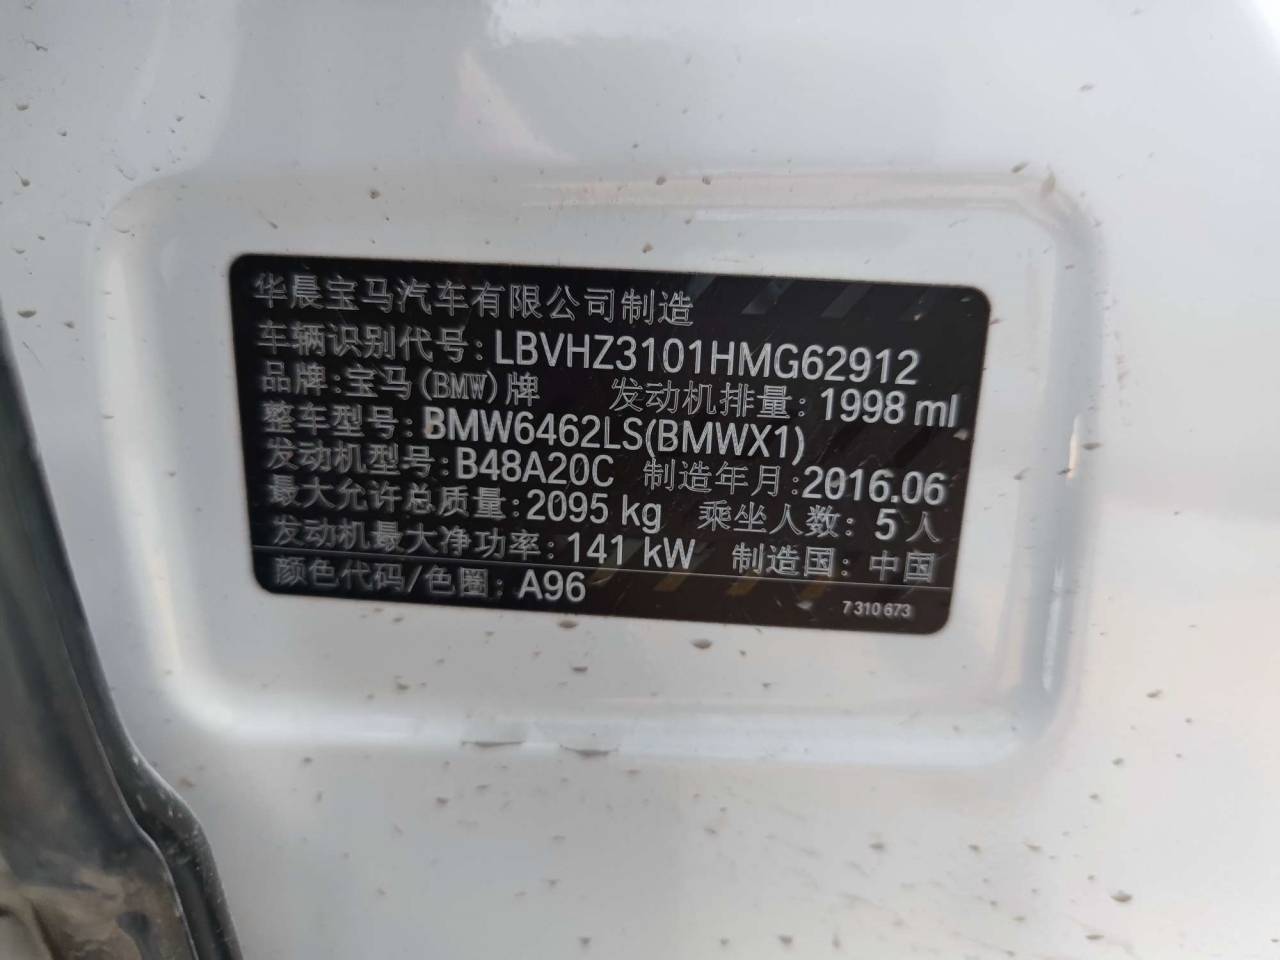 华晨宝马汽车有限公司制造
车辆识别代号: LBVHZ3101HMG62912
品牌: 宝马(BMW)牌 发动机排量: 1998 ml
整车型号: BMW6462LS(BMWX1)
发动机型号: B48A20C 制造年月: 2016.06
最大允许总质量: 2095 kg 乘坐人数: 5人
发动机最大净功率: 141 kW 制造国: 中国
颜色代码/色圈: A96 7 310 673